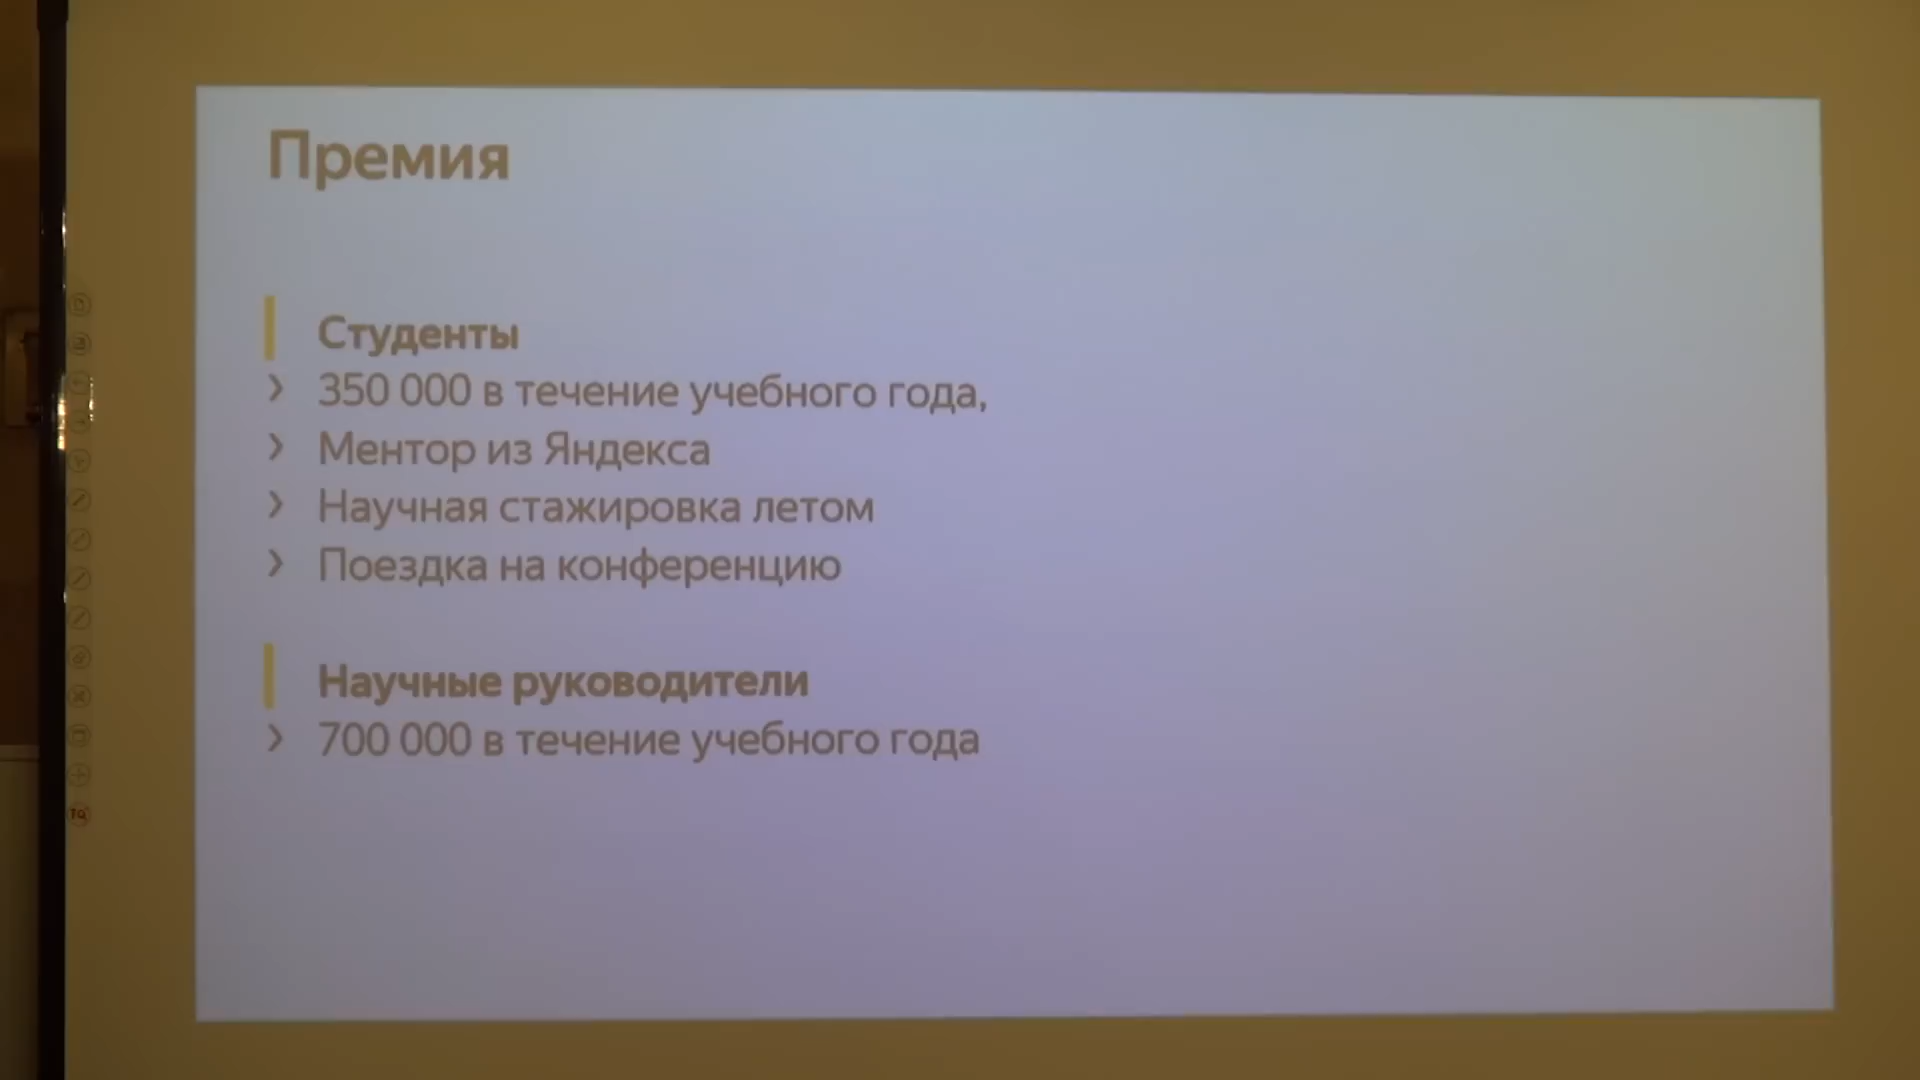 Премия
Студенты
› 350 000 в течение учебного года,
› Ментор из Яндекса
› Научная стажировка летом
› Поездка на конференцию
Научные руководители
› 700 000 в течение учебного года